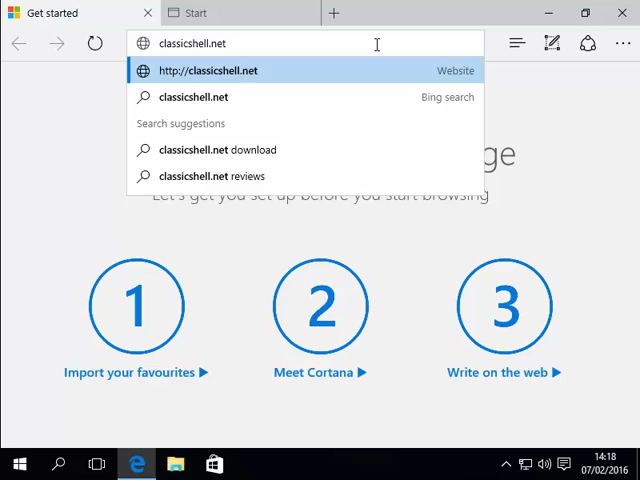 Get started
Start
classicshell.net
http://classicshell.net Website
classicshell.net Bing search
Search suggestions
classicshell.net download
classicshell.net reviews
ge
Let's get you set up before you start browsing
1 2 3
Import your favourites Meet Cortana Write on the web
14:18
07/02/2016